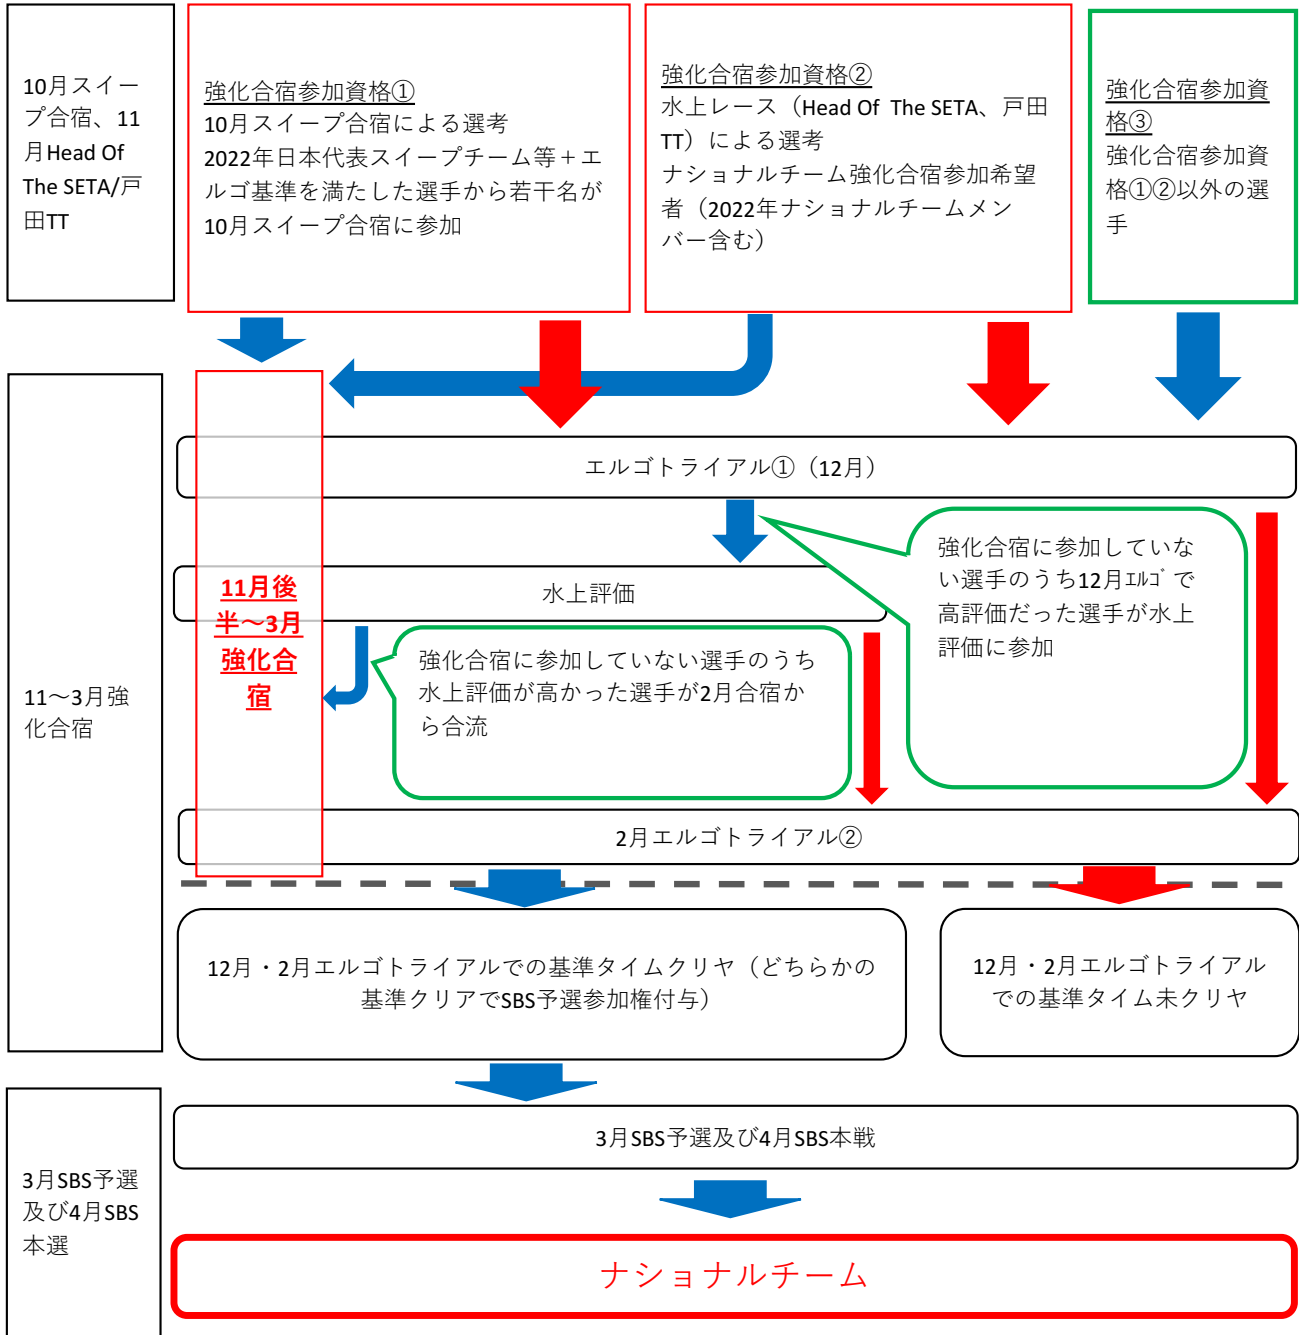 10月スイー
プ合宿、11
月Head Of
The SETA/戸
田TT
強化合宿参加資格①
10月スイープ合宿による選考
2022年日本代表スイープチーム等＋エ
ルゴ基準を満たした選手から若干名が
10月スイープ合宿に参加
強化合宿参加資格②
水上レース（Head Of The SETA、戸田
TT）による選考
ナショナルチーム強化合宿参加希望
者（2022年ナショナルチームメン
バー含む）
強化合宿参加資
格③
強化合宿参加資
格①②以外の選
手
11～3月強
化合宿
11月後
半～3月
強化合
宿
エルゴトライアル①（12月）
強化合宿に参加していな
い選手のうち12月ｴﾙｺﾞで
高評価だった選手が水上
評価に参加
水上評価
強化合宿に参加していない選手のうち
水上評価が高かった選手が2月合宿か
ら合流
2月エルゴトライアル②
12月・2月エルゴトライアルでの基準タイムクリヤ（どちらかの
基準クリアでSBS予選参加権付与）
12月・2月エルゴトライアル
での基準タイム未クリヤ
3月SBS予選
及び4月SBS
本選
3月SBS予選及び4月SBS本戦
ナショナルチーム